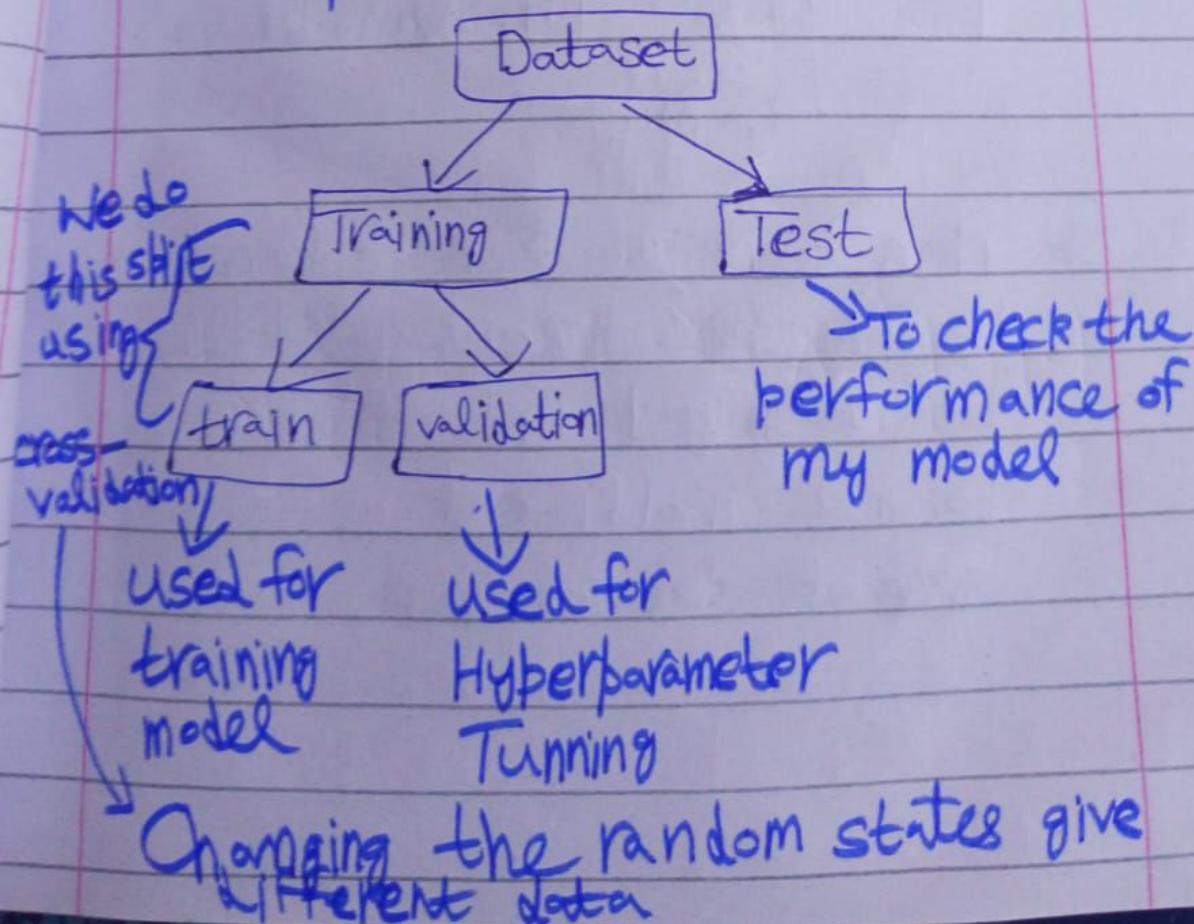 Dataset
Training
Test
We do
this split
using
cross-
validation
train
validation
To check the
performance of
my model
used for
training
model
used for
Hyperparameter
Tunning
Changing the random states give
different data